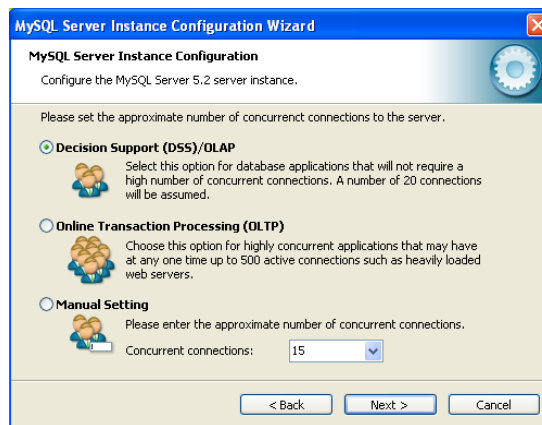 MySQL Server Instance Configuration Wizard
MySQL Server Instance Configuration
Configure the MySQL Server 5.2 server instance.
Please set the approximate number of concurrenct connections to the server.
Decision Support (DSS)/OLAP
Select this option for database applications that will not require a
high number of concurrent connections. A number of 20 connections
will be assumed.
Online Transaction Processing (OLTP)
Choose this option for highly concurrent applications that may have
at any one time up to 500 active connections such as heavily loaded
web servers.
Manual Setting
Please enter the approximate number of concurrent connections.
Concurrent connections: 15
< Back Next > Cancel